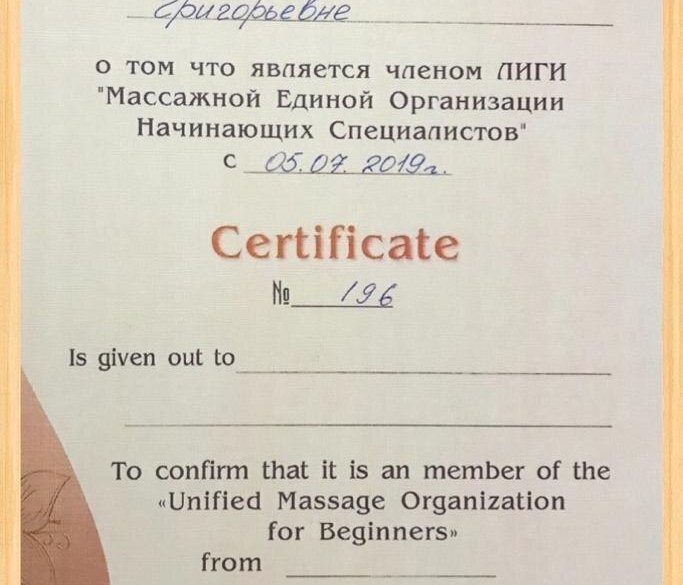 Григорьевне
о том что является членом ЛИГИ
"Массажной Единой Организации
Начинающих Специалистов"
с 05.07. 2019г.
Certificate
№ 196
Is given out to
To confirm that it is an member of the
«Unified Massage Organization
for Beginners»
from